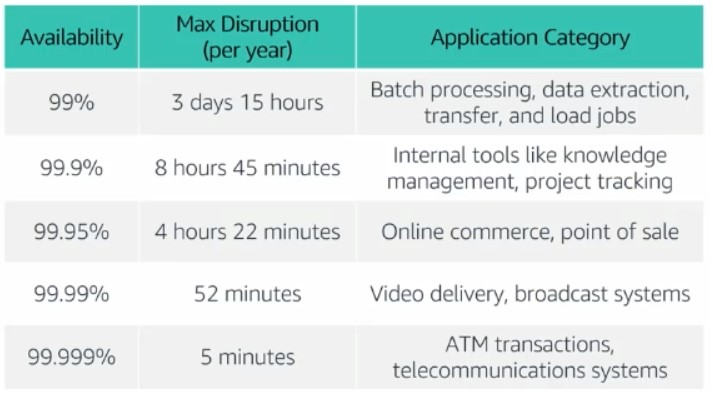 Availability
Max Disruption
(per year)
Application Category
99%
3 days 15 hours
Batch processing, data extraction,
transfer, and load jobs
99.9%
8 hours 45 minutes
Internal tools like knowledge
management, project tracking
99.95%
4 hours 22 minutes
Online commerce, point of sale
99.99%
52 minutes
Video delivery, broadcast systems
99.999%
5 minutes
ATM transactions,
telecommunications systems